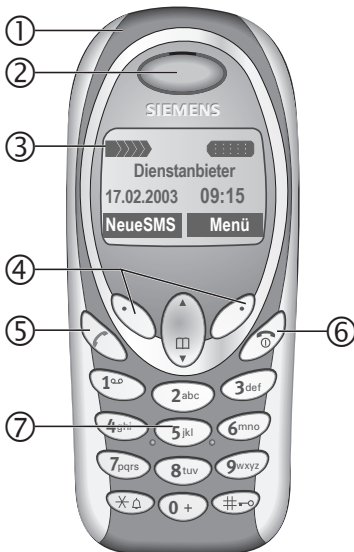 ①
②
SIEMENS
③
Dienstanbieter
17.02.2003 09:15
NeueSMS Menü
④
⑤ ⑥
1 2abc 3def
⑦ 4ghi 5jkl 6mno
7pqrs 8tuv 9wxyz
* 0 + #